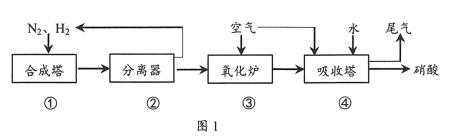 N₂、H₂ 空气 水 尾气
合成塔 分离器 氧化炉 吸收塔 硝酸
① ② ③ ④
图1